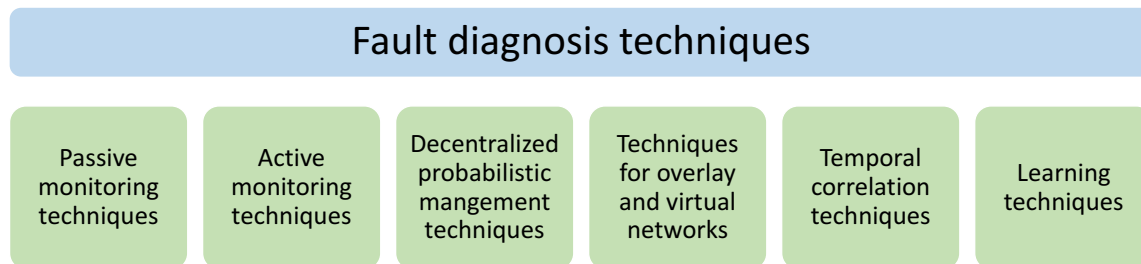 Fault diagnosis techniques
Passive
monitoring
techniques
Active
monitoring
techniques
Decentralized
probabilistic
mangement
techniques
Techniques
for overlay
and virtual
networks
Temporal
correlation
techniques
Learning
techniques